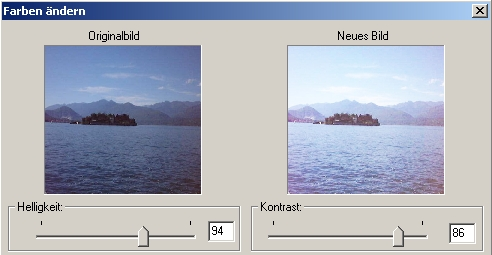 Farben ändern
Originalbild
Neues Bild
Helligkeit:
94
Kontrast:
86